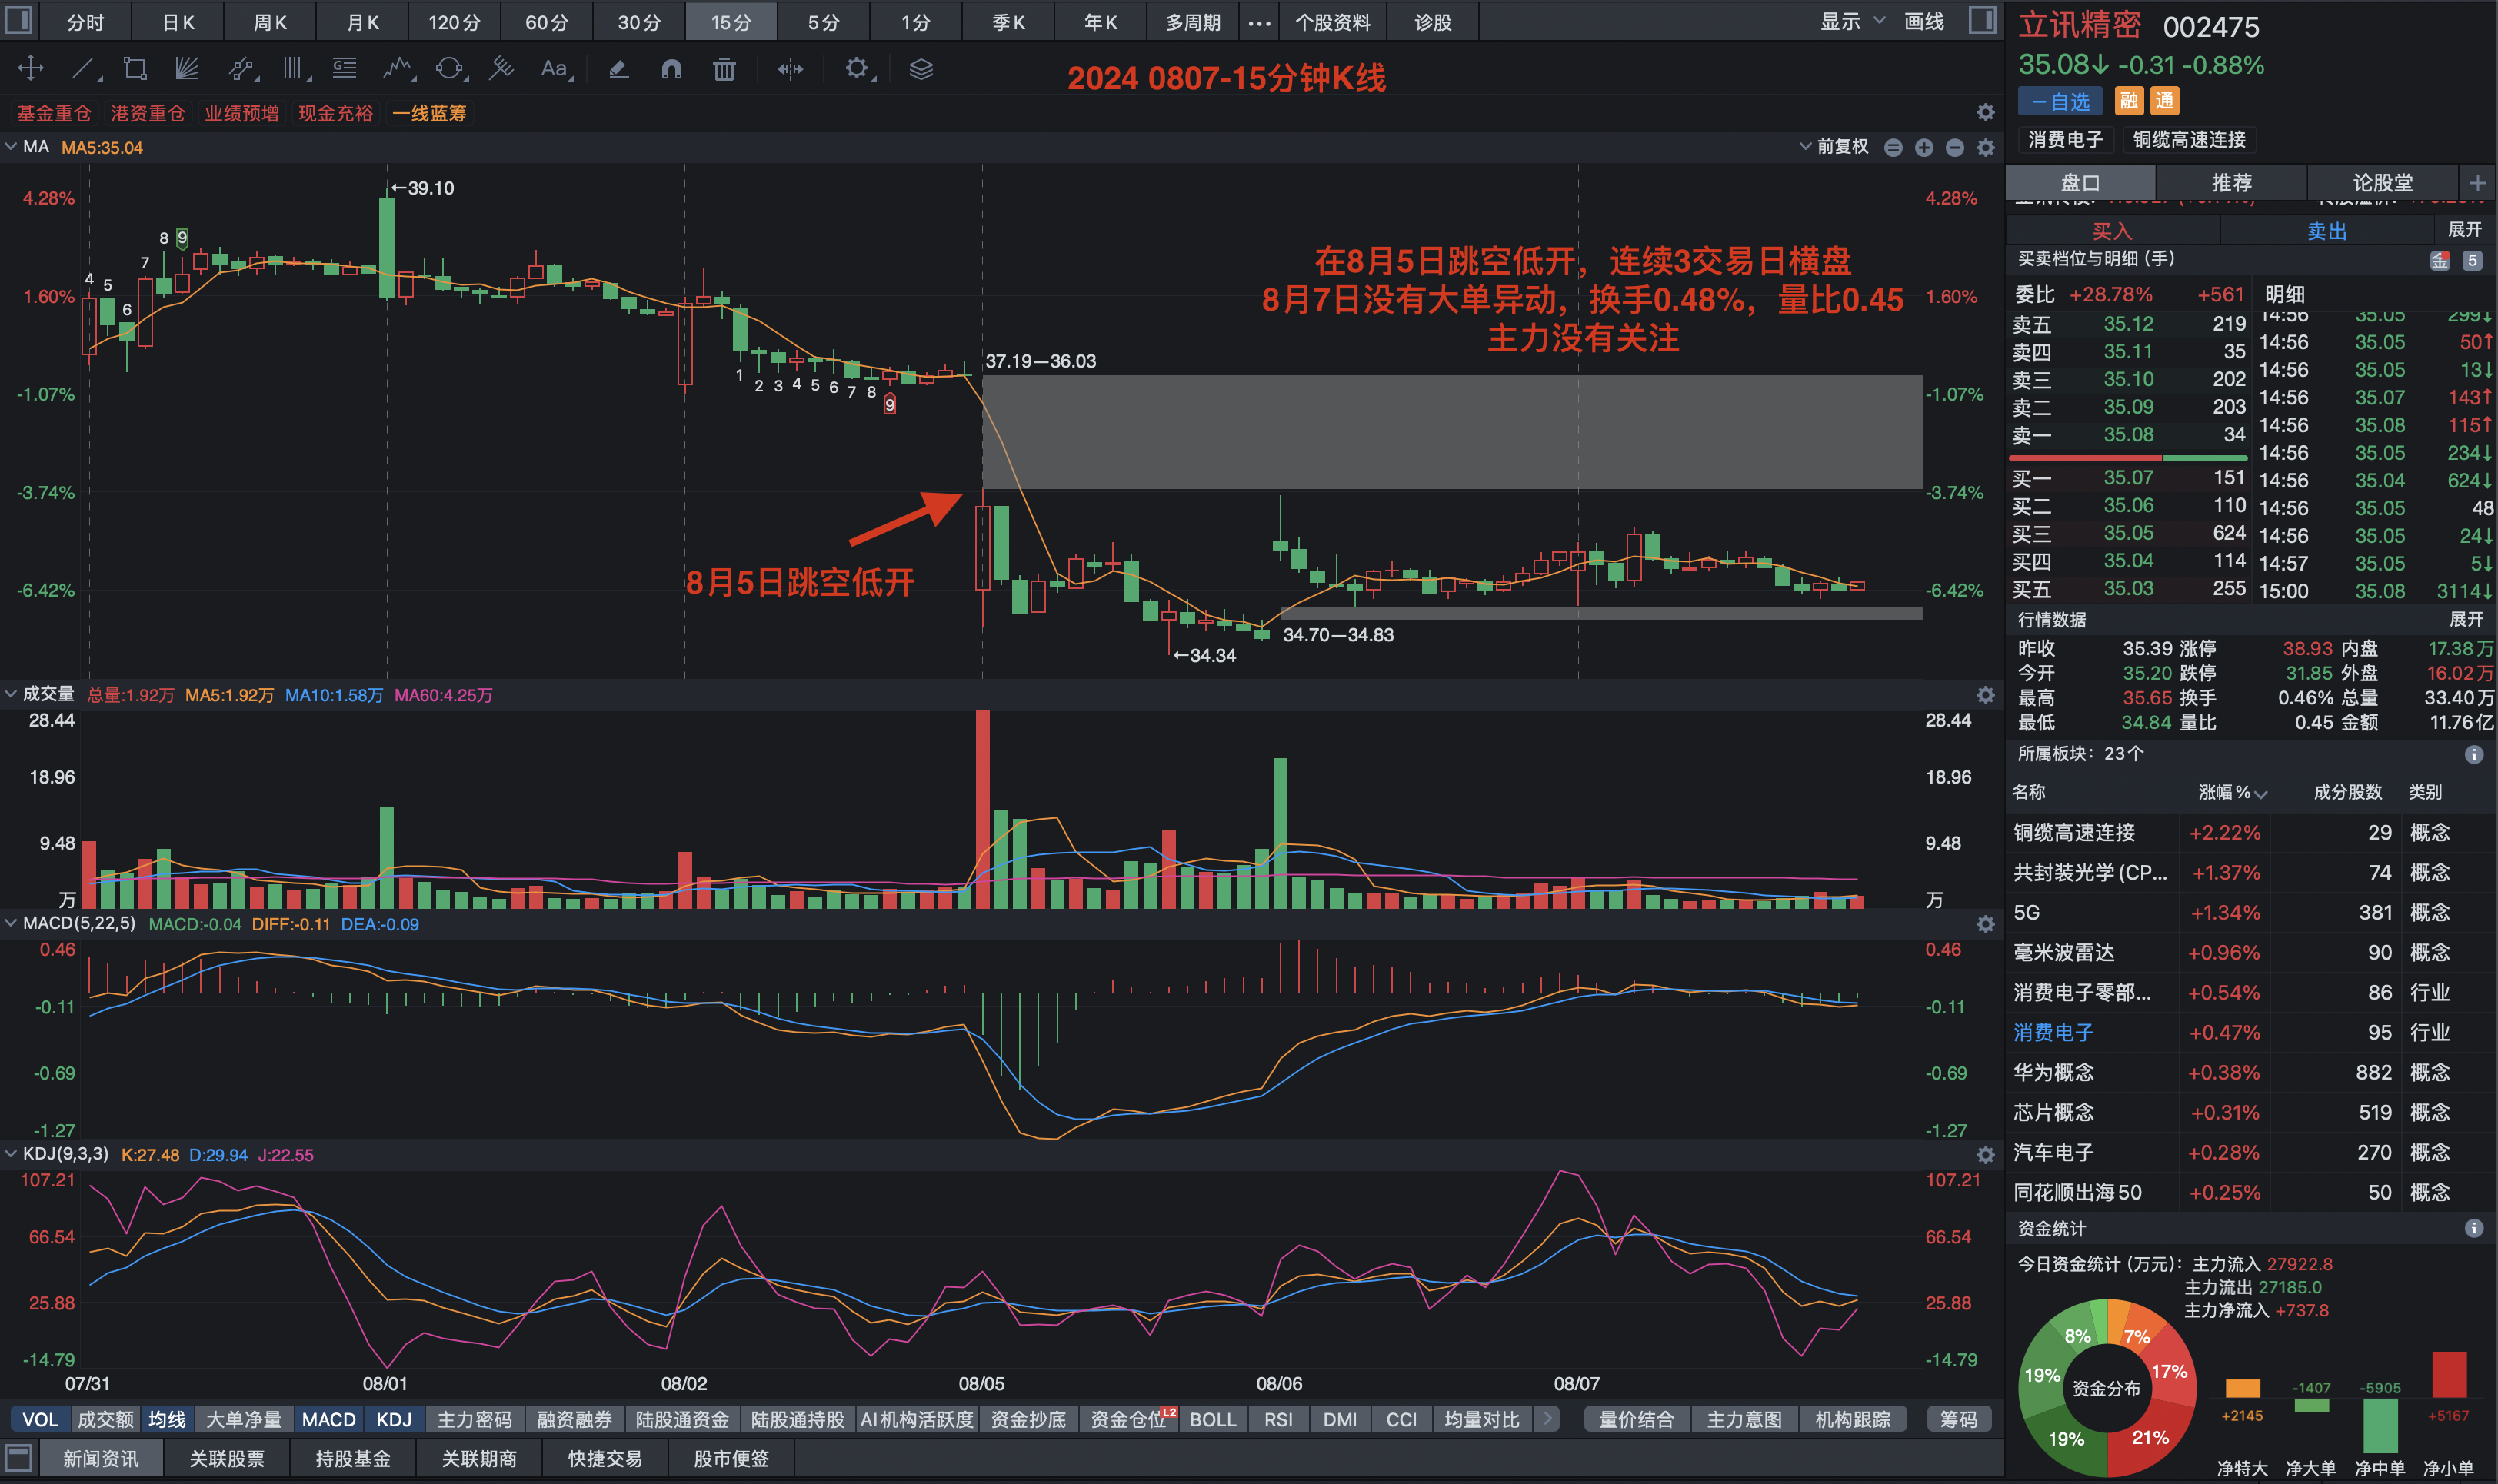 分时 日K 周K 月K 120分 60分 30分 15分 5分 1分 季K 年K 多周期 ••• 个股资料 诊股 显示 画线
Aa
2024 0807-15分钟K线
基金重仓 港资重仓 业绩预增 现金充裕 一线蓝筹
MA MA5:35.04 前复权
4.28% 4.28%
1.60% 1.60%
-1.07% -1.07%
-3.74% -3.74%
-6.42% -6.42%
←39.10
4 5 6 7 8 9
1 2 3 4 5 6 7 8 9
37.19—36.03
在8月5日跳空低开，连续3交易日横盘
8月7日没有大单异动，换手0.48%，量比0.45
主力没有关注
8月5日跳空低开
34.70—34.83
←34.34
成交量 总量:1.92万 MA5:1.92万 MA10:1.58万 MA60:4.25万
28.44 28.44
18.96 18.96
9.48 9.48
万 万
MACD(5,22,5) MACD:-0.04 DIFF:-0.11 DEA:-0.09
0.46 0.46
-0.11 -0.11
-0.69 -0.69
-1.27 -1.27
KDJ(9,3,3) K:27.48 D:29.94 J:22.55
107.21 107.21
66.54 66.54
25.88 25.88
-14.79 -14.79
07/31 08/01 08/02 08/05 08/06 08/07
VOL 成交额 均线 大单净量 MACD KDJ 主力密码 融资融券 陆股通资金 陆股通持股 AI机构活跃度 资金抄底 资金仓位 L2 BOLL RSI DMI CCI 均量对比 量价结合 主力意图 机构跟踪 筹码
新闻资讯 关联股票 持股基金 关联期商 快捷交易 股市便签
立讯精密 002475
35.08↓ -0.31 -0.88%
一自选 融 通
消费电子 铜缆高速连接
盘口 推荐 论股堂 +
买入 卖出 展开
买卖档位与明细 (手) 金 5
委比 +28.78% +561 明细
卖五 35.12 219
卖四 35.11 35
卖三 35.10 202
卖二 35.09 203
卖一 35.08 34
买一 35.07 151
买二 35.06 110
买三 35.05 624
买四 35.04 114
买五 35.03 255
14:56 35.05 299↓
14:56 35.05 50↑
14:56 35.05 13↓
14:56 35.07 143↑
14:56 35.08 115↑
14:56 35.05 234↓
14:56 35.04 624↓
14:56 35.05 48
14:56 35.05 24↓
14:57 35.05 5↓
15:00 35.08 3114↓
行情数据 展开
昨收 35.39 涨停 38.93 内盘 17.38万
今开 35.20 跌停 31.85 外盘 16.02万
最高 35.65 换手 0.46% 总量 33.40万
最低 34.84 量比 0.45 金额 11.76亿
所属板块: 23个
名称 涨幅% 成分股数 类别
铜缆高速连接 +2.22% 29 概念
共封装光学(CP... +1.37% 74 概念
5G +1.34% 381 概念
毫米波雷达 +0.96% 90 概念
消费电子零部... +0.54% 86 行业
消费电子 +0.47% 95 行业
华为概念 +0.38% 882 概念
芯片概念 +0.31% 519 概念
汽车电子 +0.28% 270 概念
同花顺出海50 +0.25% 50 概念
资金统计
今日资金统计 (万元): 主力流入 27922.8
主力流出 27185.0
主力净流入 +737.8
资金分布
8% 7% 17% 21% 19% 19%
+2145 -1407 -5905 +5167
净特大 净大单 净中单 净小单